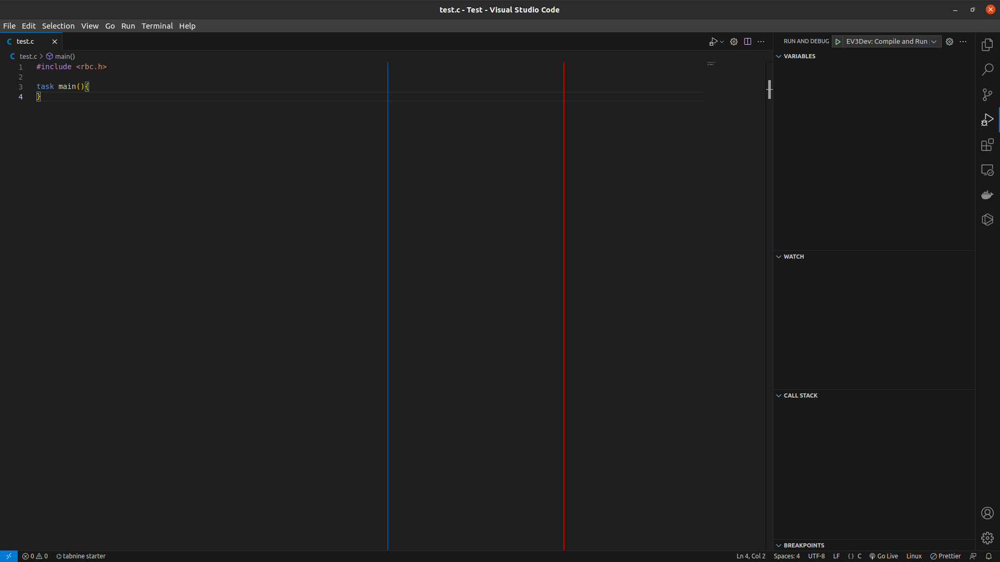 test.c - Test - Visual Studio Code
File Edit Selection View Go Run Terminal Help
C test.c
C test.c > main()
1 #include <rbc.h>
2
3 task main(){
4 }
RUN AND DEBUG EV3Dev: Compile and Run
VARIABLES
WATCH
CALL STACK
BREAKPOINTS
0 0 tabnine starter Ln 4, Col 2 Spaces: 4 UTF-8 LF {} C Go Live Linux Prettier